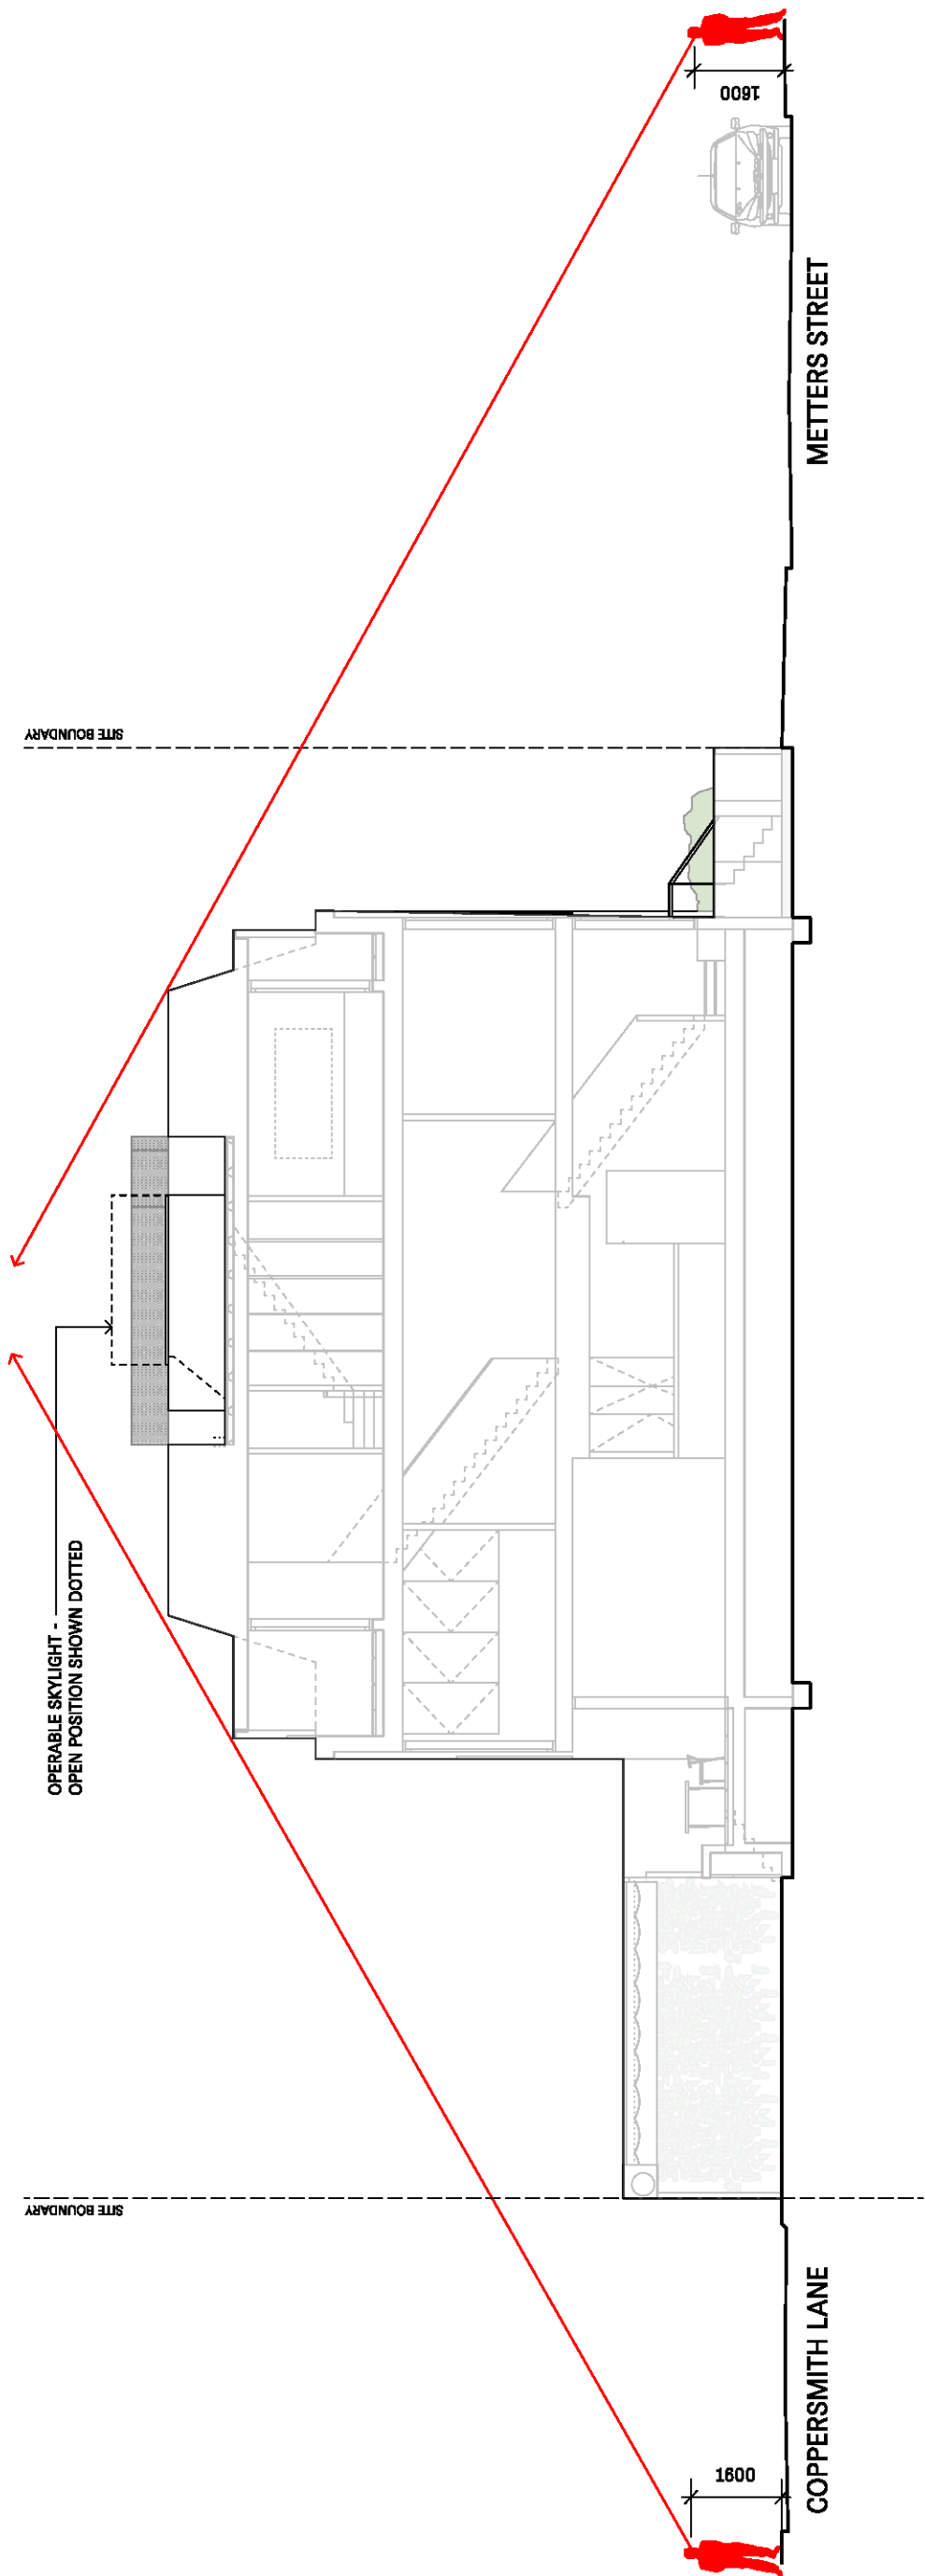 OPERABLE SKYLIGHT -
OPEN POSITION SHOWN DOTTED
SITE BOUNDARY
SITE BOUNDARY
1600
1600
COPPERSMITH LANE
METTERS STREET